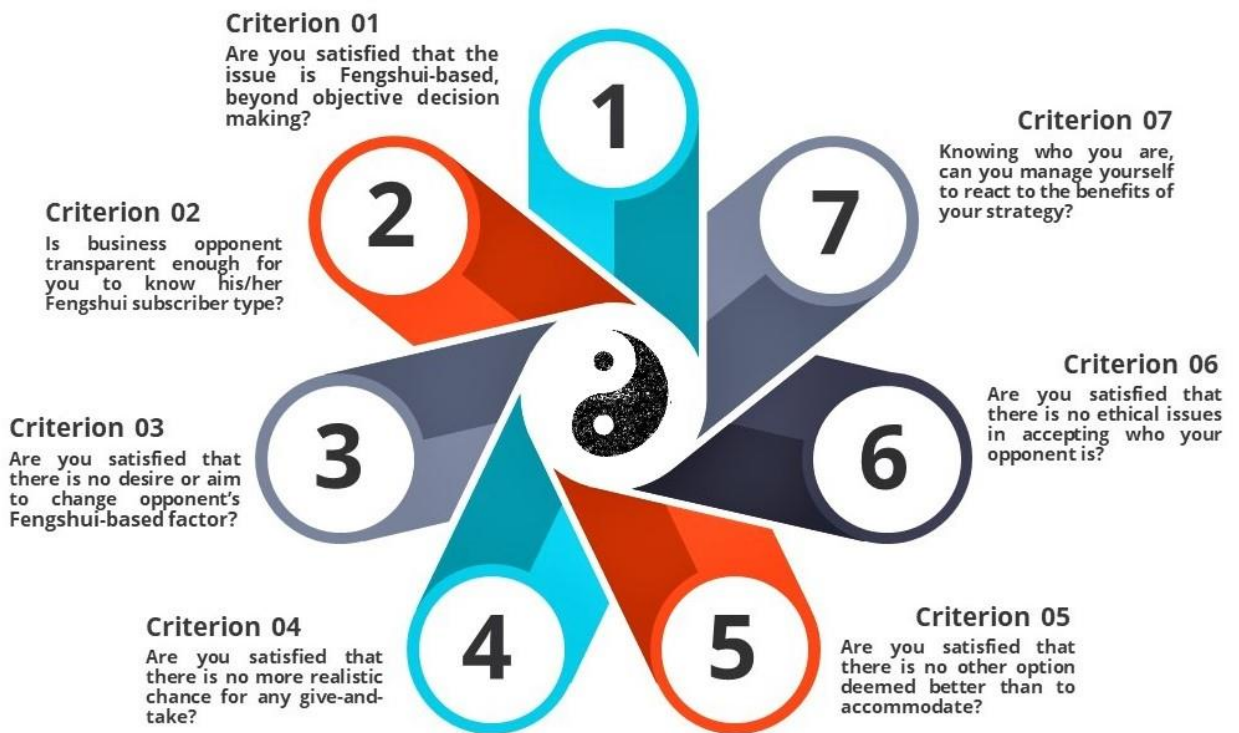 Criterion 01
Are you satisfied that the
issue is Fengshui-based,
beyond objective decision
making?
1
Criterion 02
Is business opponent
transparent enough for
you to know his/her
Fengshui subscriber type?
2
Criterion 03
Are you satisfied that
there is no desire or aim
to change opponent's
Fengshui-based factor?
3
Criterion 04
Are you satisfied that
there is no more realistic
chance for any give-and-
take?
4
Criterion 05
Are you satisfied that
there is no other option
deemed better than to
accommodate?
5
Criterion 06
Are you satisfied that
there is no ethical issues
in accepting who your
opponent is?
6
Criterion 07
Knowing who you are,
can you manage yourself
to react to the benefits of
your strategy?
7